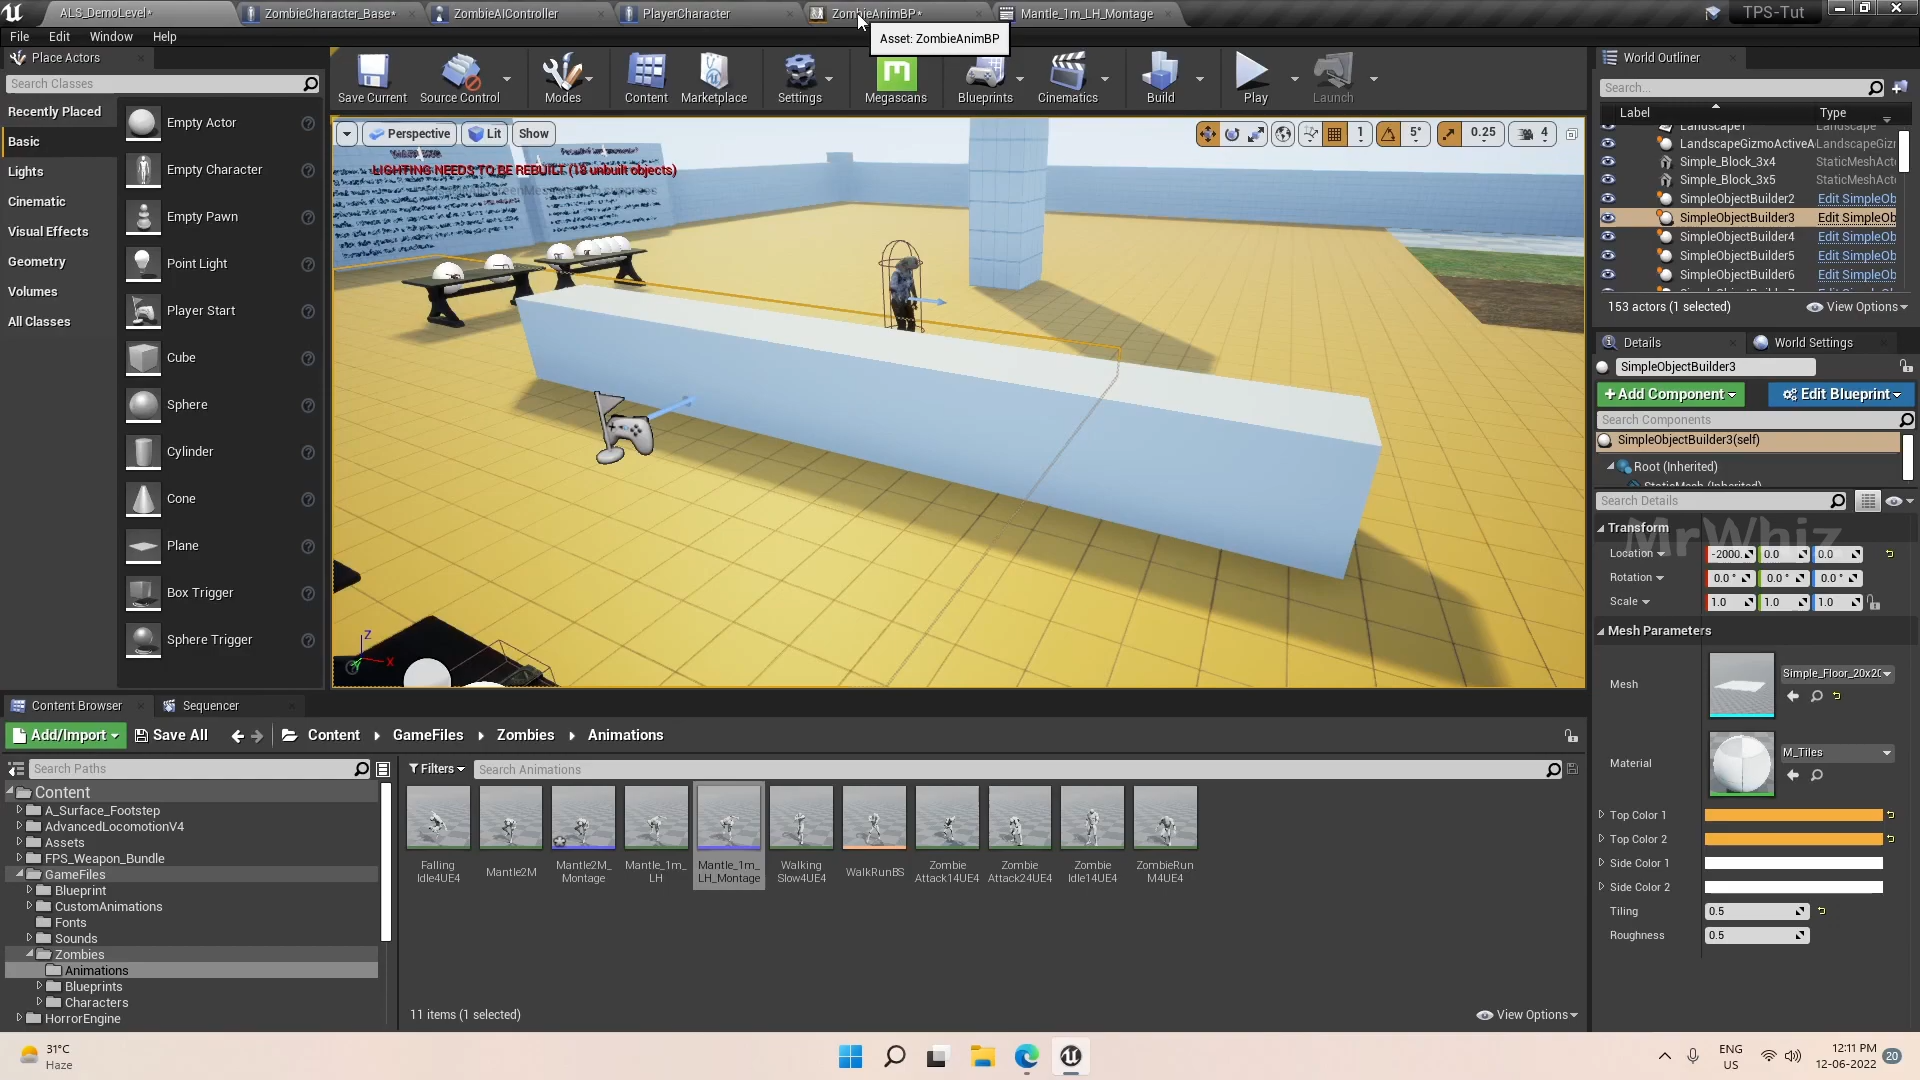 ALS_DemoLevel*
ZombieCharacter_Base*
ZombieAIController
PlayerCharacter
ZombieAnimBP*
Mantle_1m_LH_Montage
TPS-Tut
File Edit Window Help
Asset: ZombieAnimBP
Place Actors
Search Classes
Recently Placed
Basic
Lights
Cinematic
Visual Effects
Geometry
Volumes
All Classes
Empty Actor
Empty Character
Empty Pawn
Point Light
Player Start
Cube
Sphere
Cylinder
Cone
Plane
Box Trigger
Sphere Trigger
Save Current
Source Control
Modes
Content
Marketplace
Settings
Megascans
Blueprints
Cinematics
Build
Play
Launch
Perspective
Lit
Show
1
5°
0.25
4
LIGHTING NEEDS TO BE REBUILT (18 unbuilt objects)
Z
X
World Outliner
Search...
Label Type
Landscape1 Landscape
LandscapeGizmoActiveA LandscapeGiz
Simple_Block_3x4 StaticMeshAct
Simple_Block_3x5 StaticMeshAct
SimpleObjectBuilder2 Edit SimpleOb
SimpleObjectBuilder3 Edit SimpleOb
SimpleObjectBuilder4 Edit SimpleOb
SimpleObjectBuilder5 Edit SimpleOb
SimpleObjectBuilder6 Edit SimpleOb
153 actors (1 selected)
View Options
Details
World Settings
SimpleObjectBuilder3
+Add Component
Edit Blueprint
Search Components
SimpleObjectBuilder3(self)
Root (Inherited)
StaticMesh (Inherited)
Search Details
Transform
MrWhiz
Location -2000. 0.0 0.0
Rotation 0.0 ° 0.0 ° 0.0 °
Scale 1.0 1.0 1.0
Mesh Parameters
Mesh
Simple_Floor_20x20
Material
M_Tiles
Top Color 1
Top Color 2
Side Color 1
Side Color 2
Tiling 0.5
Roughness 0.5
Content Browser
Sequencer
Add/Import
Save All
Content GameFiles Zombies Animations
Search Paths
Filters
Search Animations
Content
A_Surface_Footstep
AdvancedLocomotionV4
Assets
FPS_Weapon_Bundle
GameFiles
Blueprint
CustomAnimations
Fonts
Sounds
Zombies
Animations
Blueprints
Characters
HorrorEngine
Falling Idle4UE4
Mantle2M
Mantle2M_ Montage
Mantle_1m_ LH
Mantle_1m_ LH_Montage
Walking Slow4UE4
WalkRunBS
Zombie Attack14UE4
Zombie Attack24UE4
Zombie Idle14UE4
ZombieRun M4UE4
11 items (1 selected)
View Options
31°C
Haze
ENG
US
12:11 PM
12-06-2022
20